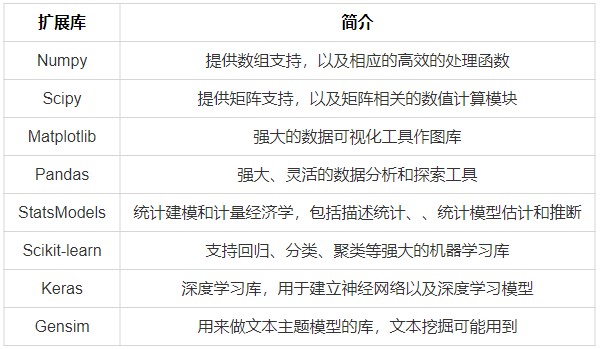 扩展库 简介
Numpy 提供数组支持，以及相应的高效的处理函数
Scipy 提供矩阵支持，以及矩阵相关的数值计算模块
Matplotlib 强大的数据可视化工具作图库
Pandas 强大、灵活的数据分析和探索工具
StatsModels 统计建模和计量经济学，包括描述统计、、统计模型估计和推断
Scikit-learn 支持回归、分类、聚类等强大的机器学习库
Keras 深度学习库，用于建立神经网络以及深度学习模型
Gensim 用来做文本主题模型的库，文本挖掘可能用到